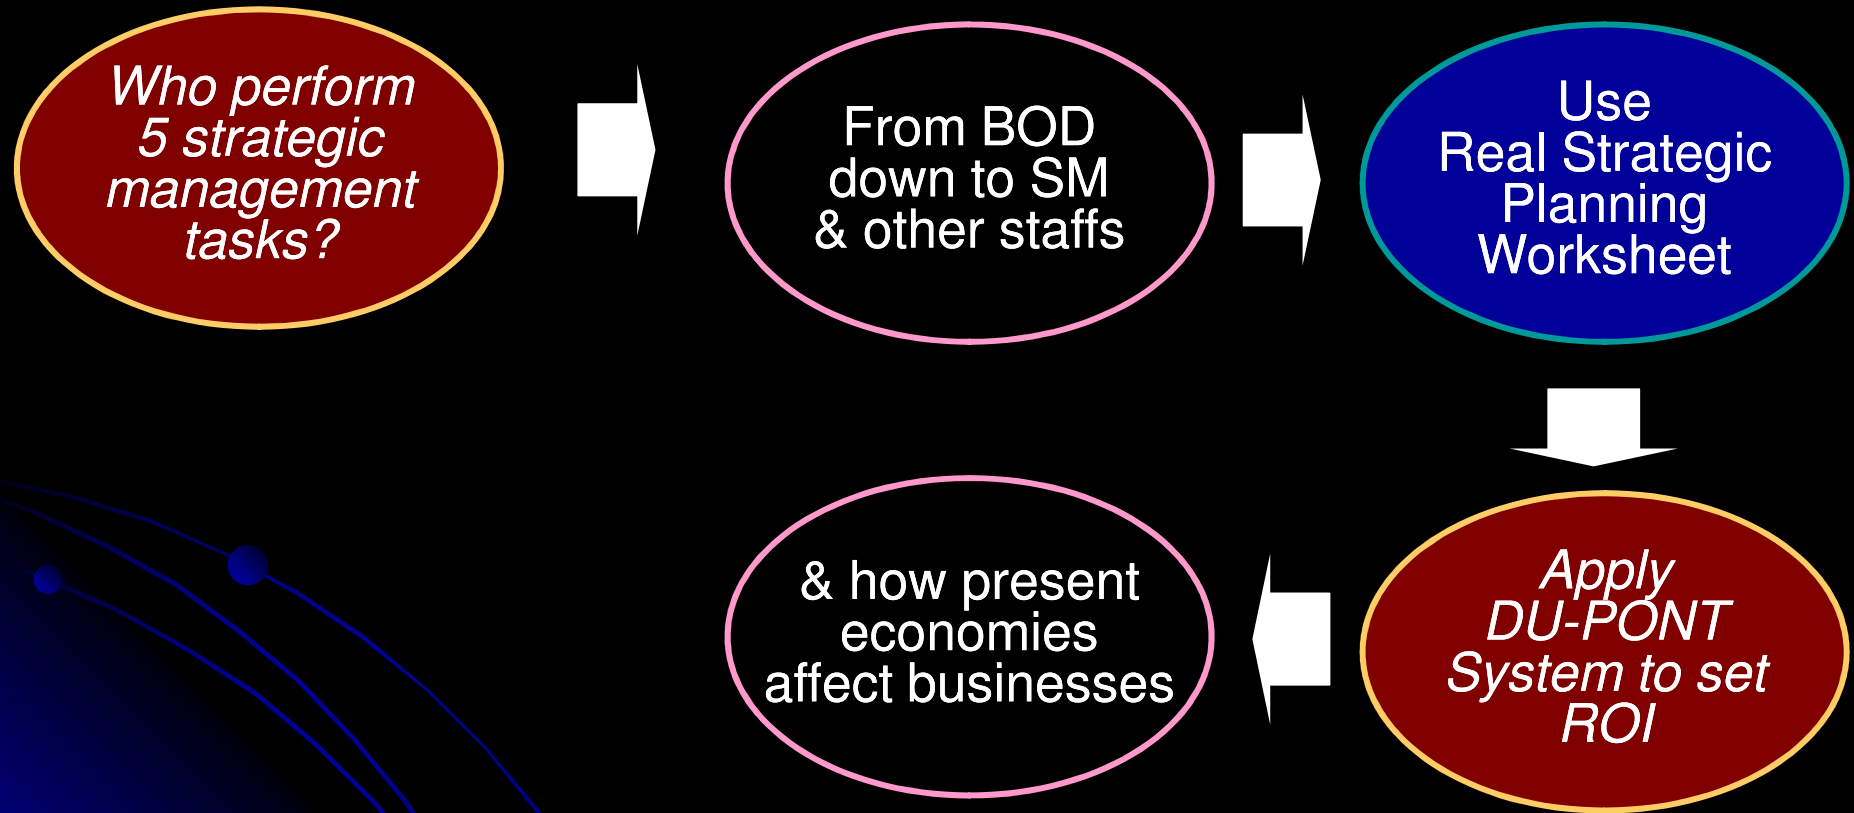 Who perform
5 strategic
management
tasks?
From BOD
down to SM
& other staffs
Use
Real Strategic
Planning
Worksheet
Apply
DU-PONT
System to set
ROI
& how present
economies
affect businesses